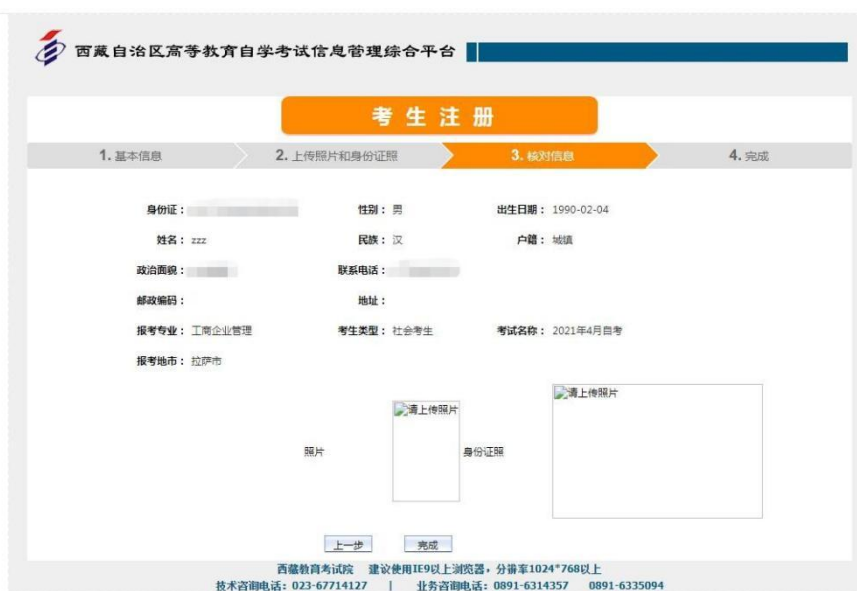 西藏自治区高等教育自学考试信息管理综合平台
考生注册
1. 基本信息 2. 上传照片和身份证照 3. 核对信息 4. 完成
身份证： 性别：男 出生日期：1990-02-04
姓名：zzz 民族：汉 户籍：城镇
政治面貌： 联系电话：
邮政编码： 地址：
报考专业：工商企业管理 考生类型：社会考生 考试名称：2021年4月自考
报考地市：拉萨市
请上传照片
请上传照片
照片 身份证照
上一步 完成
西藏教育考试院 建议使用IE9以上浏览器，分辨率1024*768以上
技术咨询电话：023-67714127 | 业务咨询电话：0891-6314357 0891-6335094